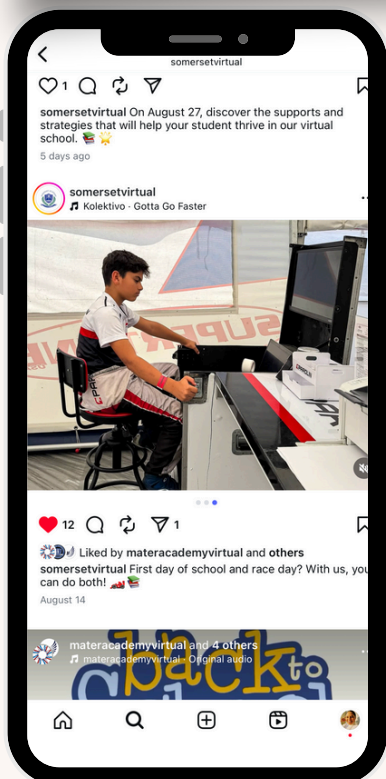 somersetvirtual
1
somersetvirtual On August 27, discover the supports and
strategies that will help your student thrive in our virtual
school. 📚 🌟
5 days ago
somersetvirtual
Kolektivo · Gotta Go Faster
SUPERTUNE
12
1
Liked by materacademyvirtual and others
somersetvirtual First day of school and race day? With us, you
can do both! 🏎️ 📚
August 14
materacademyvirtual and 4 others
materacademyvirtual · Original audio
back
to